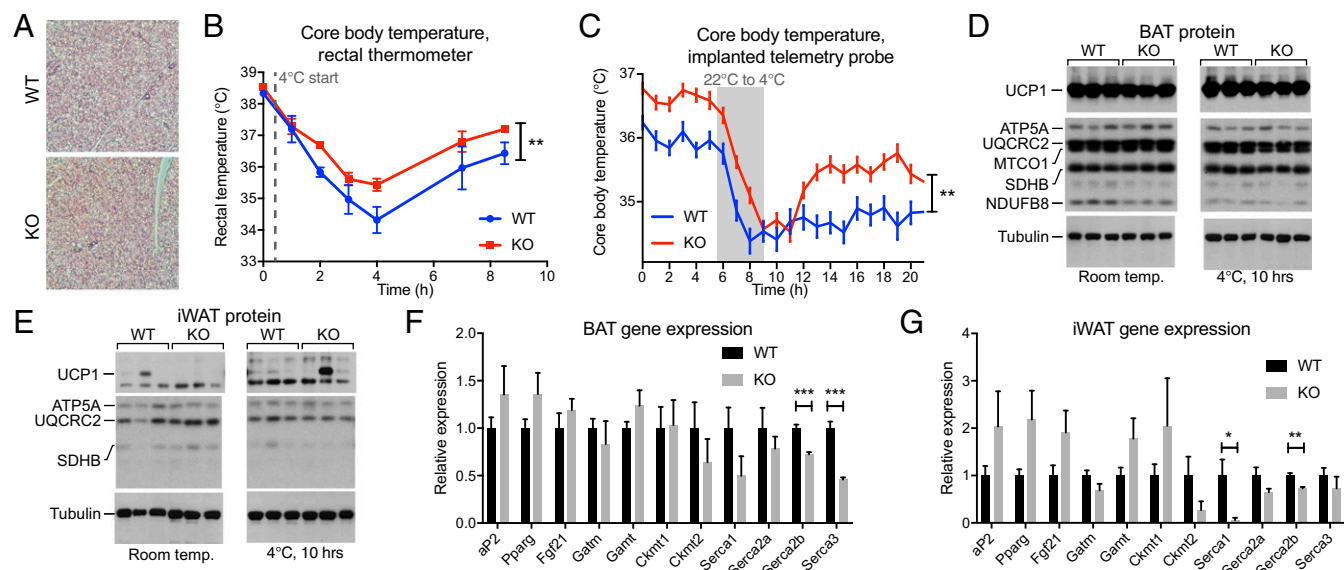 A
WT
KO
B
Core body temperature,
rectal thermometer
4°C start
Rectal temperature (°C)
39
38
37
36
35
34
33
0
2
4
6
8
10
Time (h)
WT
KO
**
C
Core body temperature,
implanted telemetry probe
22°C to 4°C
Core body temperature (°C)
37
36
35
0 2 4 6 8 10 12 14 16 18 20
Time (h)
WT
KO
**
D
BAT protein
WT KO WT KO
UCP1
ATP5A
UQCRC2
MTCO1
SDHB
NDUFB8
Tubulin
Room temp. 4°C, 10 hrs
E
iWAT protein
WT KO WT KO
UCP1
ATP5A
UQCRC2
SDHB
Tubulin
Room temp. 4°C, 10 hrs
F
BAT gene expression
Relative expression
2.0
1.5
1.0
0.5
0.0
WT
KO
*** ***
aP2 Pparg Fgf21 Gatm Gamt Ckmt1 Ckmt2 Serca1 Serca2a Serca2b Serca3
G
iWAT gene expression
Relative expression
4
3
2
1
0
WT
KO
* **
aP2 Pparg Fgf21 Gatm Gamt Ckmt1 Ckmt2 Serca1 Serca2a Serca2b Serca3